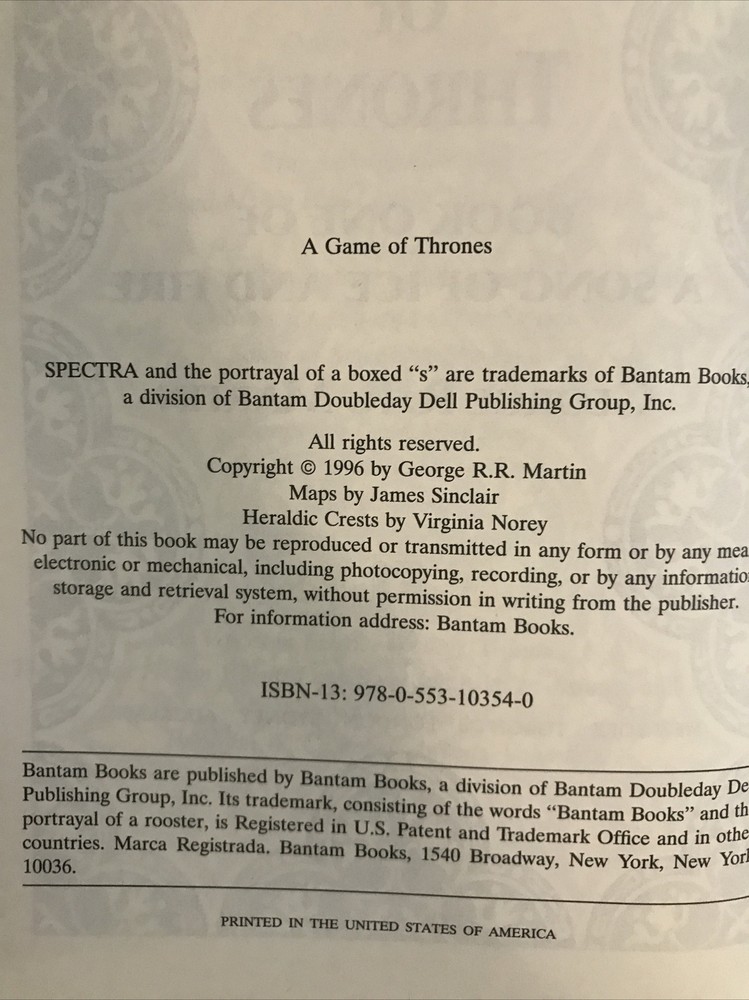 A Game of Thrones
SPECTRA and the portrayal of a boxed “s” are trademarks of Bantam Books,
a division of Bantam Doubleday Dell Publishing Group, Inc.
All rights reserved.
Copyright © 1996 by George R.R. Martin
Maps by James Sinclair
Heraldic Crests by Virginia Norey
No part of this book may be reproduced or transmitted in any form or by any mea
electronic or mechanical, including photocopying, recording, or by any informatio
storage and retrieval system, without permission in writing from the publisher.
For information address: Bantam Books.
ISBN-13: 978-0-553-10354-0
Bantam Books are published by Bantam Books, a division of Bantam Doubleday De
Publishing Group, Inc. Its trademark, consisting of the words “Bantam Books” and th
portrayal of a rooster, is Registered in U.S. Patent and Trademark Office and in othe
countries. Marca Registrada. Bantam Books, 1540 Broadway, New York, New Yor
10036.
PRINTED IN THE UNITED STATES OF AMERICA